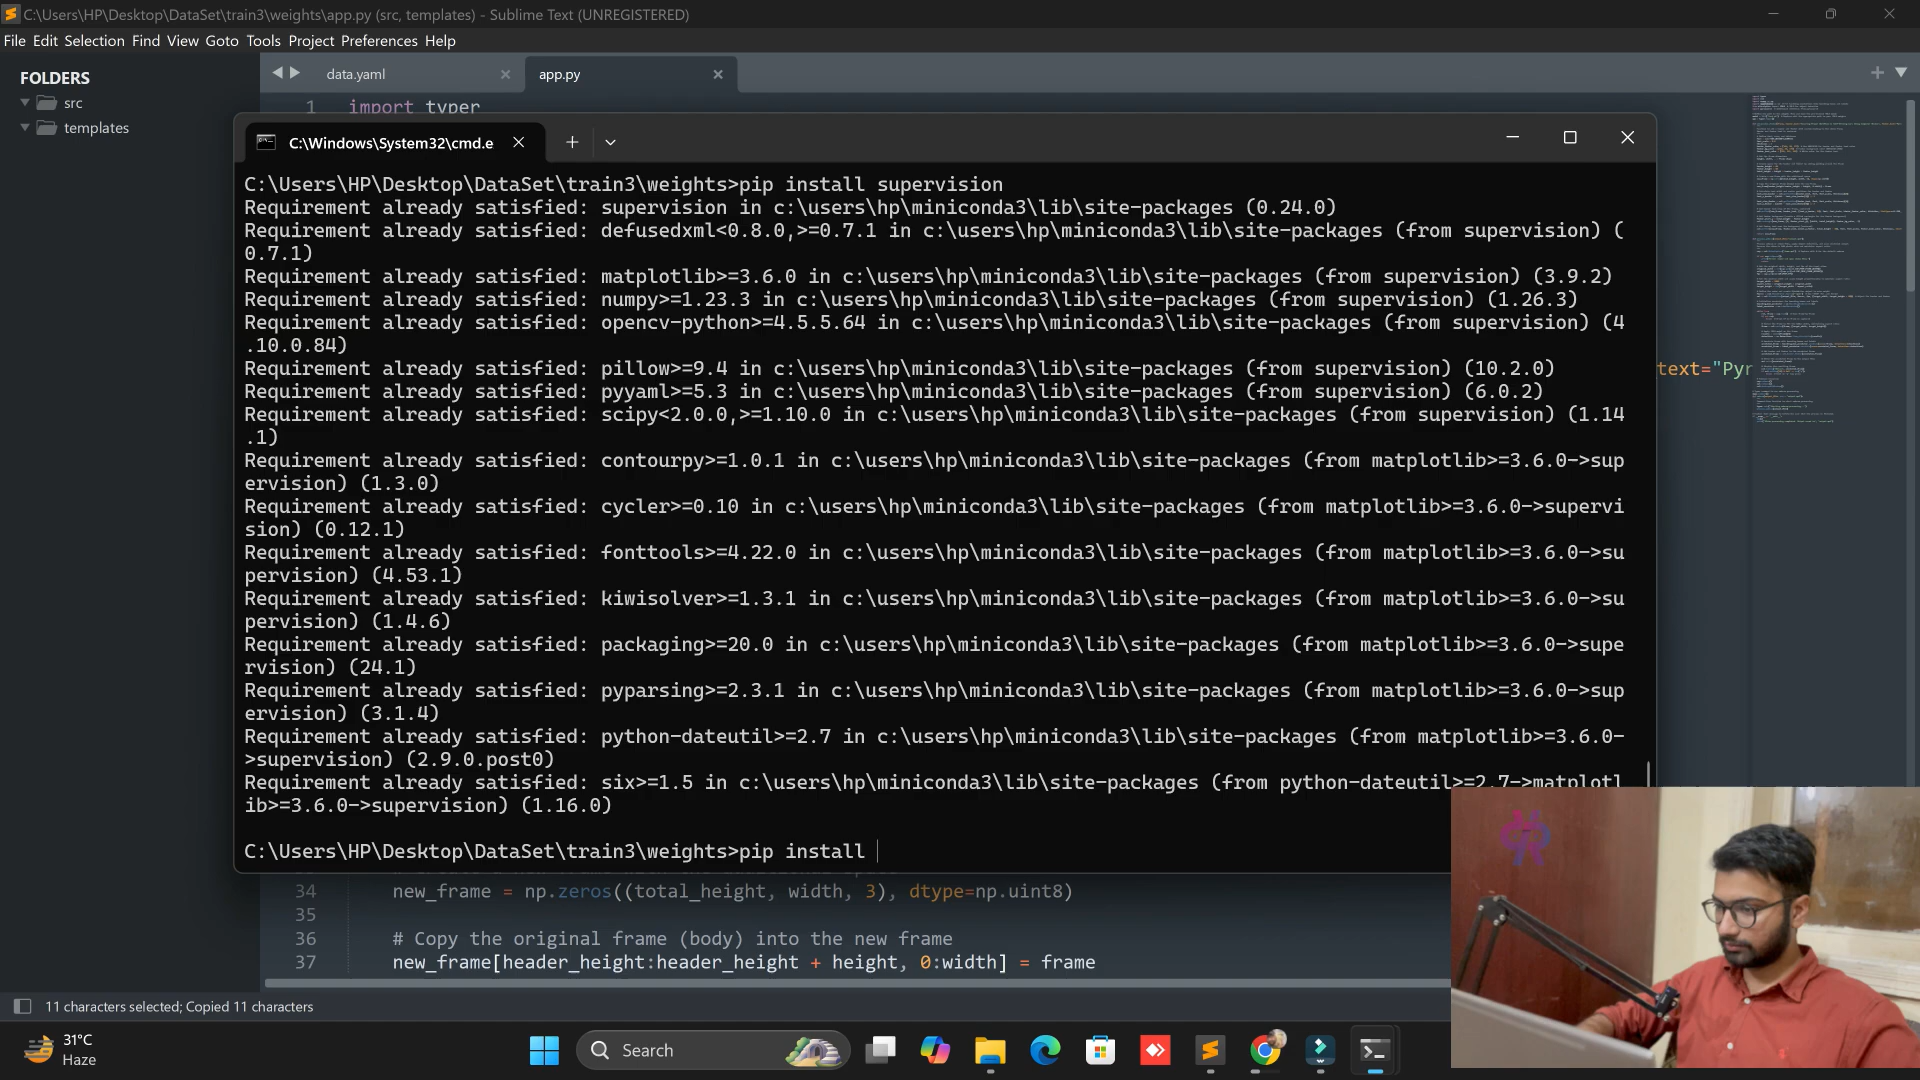 C:\Users\HP\Desktop\DataSet\train3\weights\app.py (src, templates) - Sublime Text (UNREGISTERED)
File Edit Selection Find View Goto Tools Project Preferences Help
FOLDERS
src
templates
data.yaml
app.py
1 import typer
C:\Windows\System32\cmd.e
C:\Users\HP\Desktop\DataSet\train3\weights>pip install supervision
Requirement already satisfied: supervision in c:\users\hp\miniconda3\lib\site-packages (0.24.0)
Requirement already satisfied: defusedxml<0.8.0,>=0.7.1 in c:\users\hp\miniconda3\lib\site-packages (from supervision) (
0.7.1)
Requirement already satisfied: matplotlib>=3.6.0 in c:\users\hp\miniconda3\lib\site-packages (from supervision) (3.9.2)
Requirement already satisfied: numpy>=1.23.3 in c:\users\hp\miniconda3\lib\site-packages (from supervision) (1.26.3)
Requirement already satisfied: opencv-python>=4.5.5.64 in c:\users\hp\miniconda3\lib\site-packages (from supervision) (4
.10.0.84)
Requirement already satisfied: pillow>=9.4 in c:\users\hp\miniconda3\lib\site-packages (from supervision) (10.2.0)
Requirement already satisfied: pyyaml>=5.3 in c:\users\hp\miniconda3\lib\site-packages (from supervision) (6.0.2)
Requirement already satisfied: scipy<2.0.0,>=1.10.0 in c:\users\hp\miniconda3\lib\site-packages (from supervision) (1.14
.1)
Requirement already satisfied: contourpy>=1.0.1 in c:\users\hp\miniconda3\lib\site-packages (from matplotlib>=3.6.0->sup
ervision) (1.3.0)
Requirement already satisfied: cycler>=0.10 in c:\users\hp\miniconda3\lib\site-packages (from matplotlib>=3.6.0->supervi
sion) (0.12.1)
Requirement already satisfied: fonttools>=4.22.0 in c:\users\hp\miniconda3\lib\site-packages (from matplotlib>=3.6.0->su
pervision) (4.53.1)
Requirement already satisfied: kiwisolver>=1.3.1 in c:\users\hp\miniconda3\lib\site-packages (from matplotlib>=3.6.0->su
pervision) (1.4.6)
Requirement already satisfied: packaging>=20.0 in c:\users\hp\miniconda3\lib\site-packages (from matplotlib>=3.6.0->supe
rvision) (24.1)
Requirement already satisfied: pyparsing>=2.3.1 in c:\users\hp\miniconda3\lib\site-packages (from matplotlib>=3.6.0->sup
ervision) (3.1.4)
Requirement already satisfied: python-dateutil>=2.7 in c:\users\hp\miniconda3\lib\site-packages (from matplotlib>=3.6.0-
>supervision) (2.9.0.post0)
Requirement already satisfied: six>=1.5 in c:\users\hp\miniconda3\lib\site-packages (from python-dateutil>=2.7->matplotl
ib>=3.6.0->supervision) (1.16.0)
C:\Users\HP\Desktop\DataSet\train3\weights>pip install
text="Pyr
34 new_frame = np.zeros((total_height, width, 3), dtype=np.uint8)
35
36 # Copy the original frame (body) into the new frame
37 new_frame[header_height:header_height + height, 0:width] = frame
11 characters selected; Copied 11 characters
31°C
Haze
Search